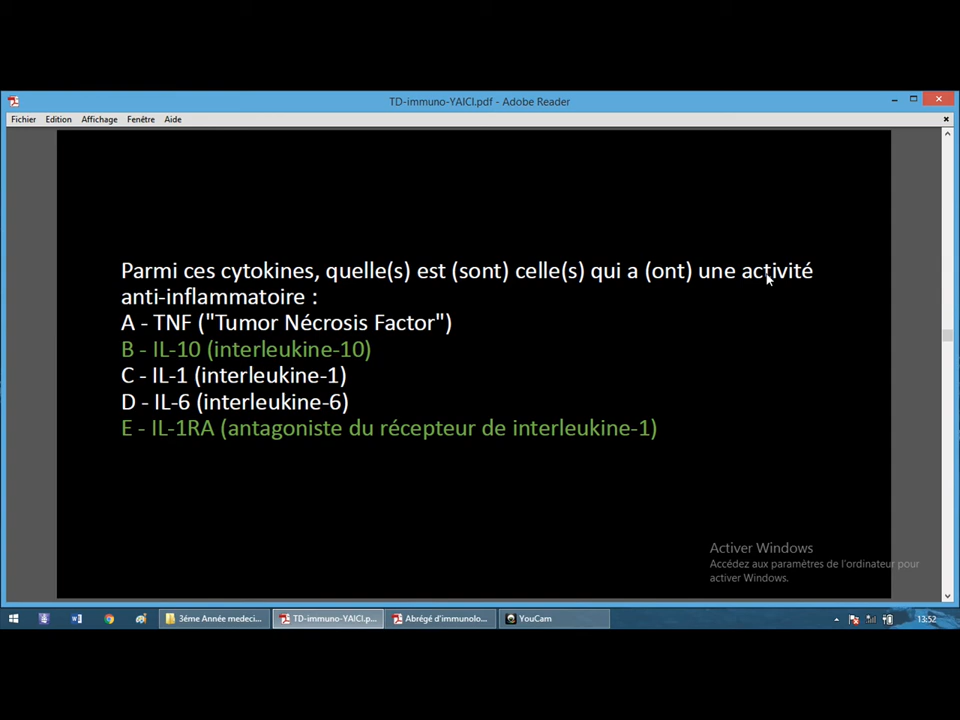 TD-immuno-YAICI.pdf - Adobe Reader
Fichier Edition Affichage Fenêtre Aide
Parmi ces cytokines, quelle(s) est (sont) celle(s) qui a (ont) une activité
anti-inflammatoire :
A - TNF ("Tumor Nécrosis Factor")
B - IL-10 (interleukine-10)
C - IL-1 (interleukine-1)
D - IL-6 (interleukine-6)
E - IL-1RA (antagoniste du récepteur de interleukine-1)
Activer Windows
Accédez aux paramètres de l'ordinateur pour
activer Windows.
3éme Année medeci... TD-immuno-YAICI.p... Abrégé d'immunolo... YouCam 13:52